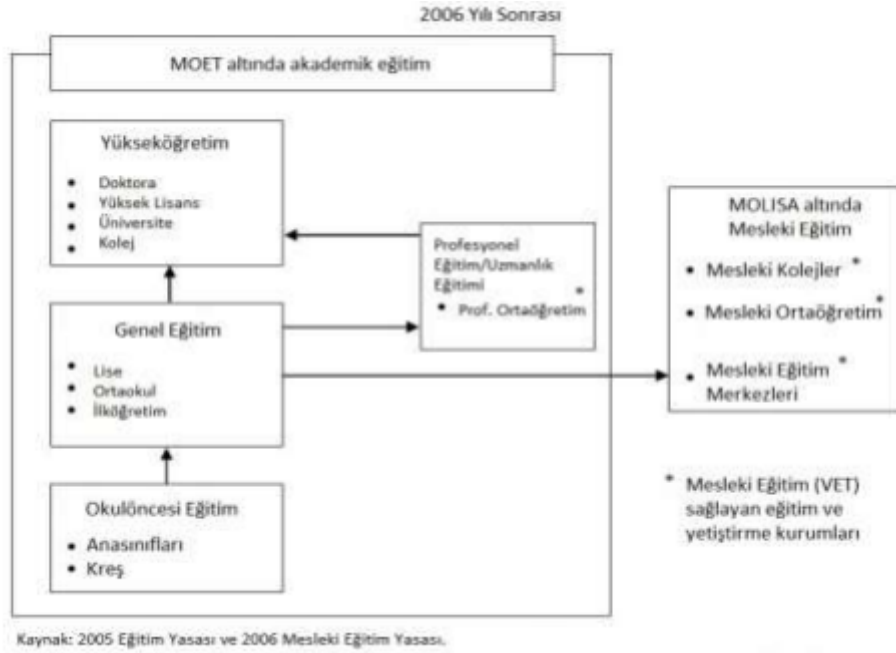 2006 Yılı Sonrası
MOET altında akademik eğitim
Yükseköğretim
• Doktora
• Yüksek Lisans
• Üniversite
• Kolej
Profesyonel
Eğitim/Uzmanlık
Eğitimi
• Prof. Ortaöğretim *
MOLISA altında
Mesleki Eğitim
• Mesleki Kolejler *
• Mesleki Ortaöğretim *
• Mesleki Eğitim *
Merkezleri
Genel Eğitim
• Lise
• Ortaokul
• İlköğretim
Okulöncesi Eğitim
• Anasınıfları
• Kreş
* Mesleki Eğitim (VET)
sağlayan eğitim ve
yetiştirme kurumları
Kaynak: 2005 Eğitim Yasası ve 2006 Mesleki Eğitim Yasası.